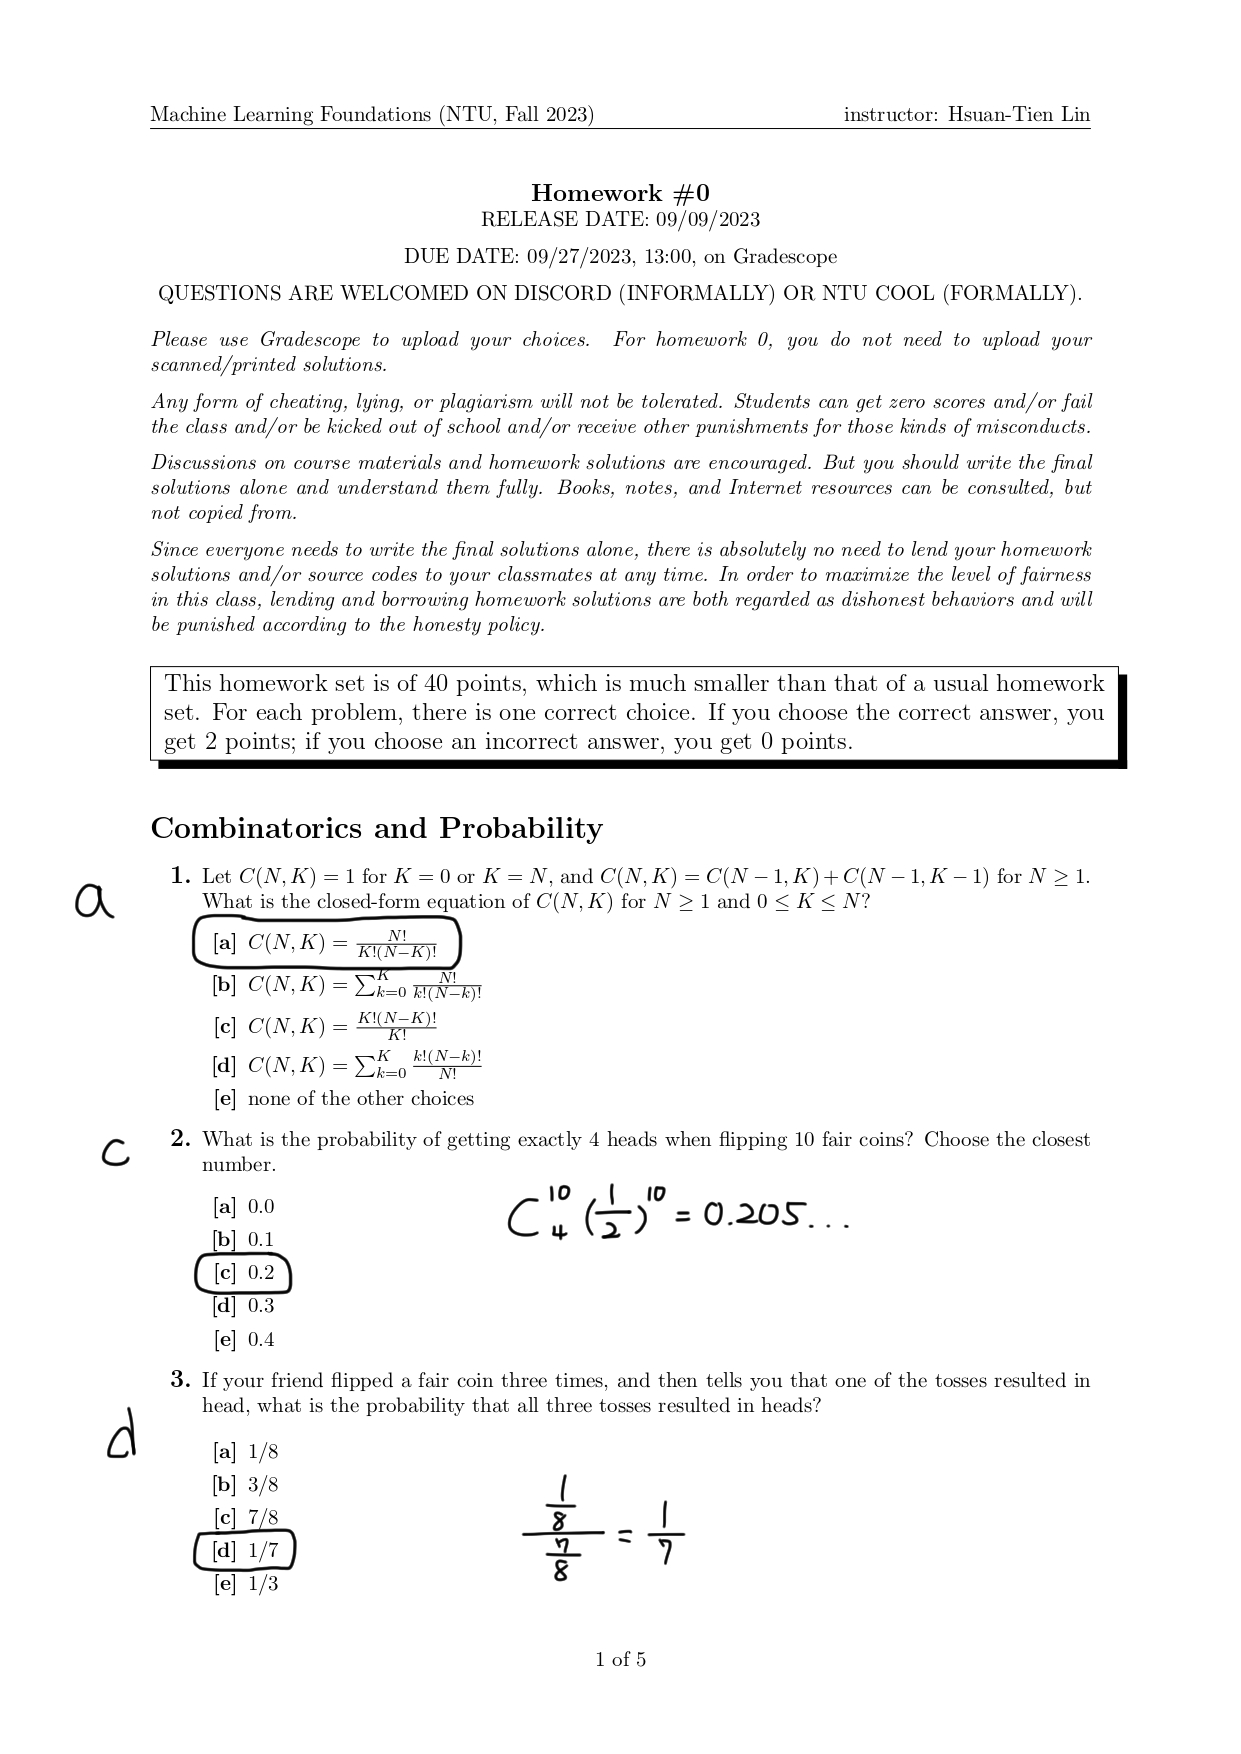 Machine Learning Foundations (NTU, Fall 2023) instructor: Hsuan-Tien Lin
Homework #0
RELEASE DATE: 09/09/2023
DUE DATE: 09/27/2023, 13:00, on Gradescope
QUESTIONS ARE WELCOMED ON DISCORD (INFORMALLY) OR NTU COOL (FORMALLY).
Please use Gradescope to upload your choices. For homework 0, you do not need to upload your
scanned/printed solutions.
Any form of cheating, lying, or plagiarism will not be tolerated. Students can get zero scores and/or fail
the class and/or be kicked out of school and/or receive other punishments for those kinds of misconducts.
Discussions on course materials and homework solutions are encouraged. But you should write the final
solutions alone and understand them fully. Books, notes, and Internet resources can be consulted, but
not copied from.
Since everyone needs to write the final solutions alone, there is absolutely no need to lend your homework
solutions and/or source codes to your classmates at any time. In order to maximize the level of fairness
in this class, lending and borrowing homework solutions are both regarded as dishonest behaviors and will
be punished according to the honesty policy.
This homework set is of 40 points, which is much smaller than that of a usual homework
set. For each problem, there is one correct choice. If you choose the correct answer, you
get 2 points; if you choose an incorrect answer, you get 0 points.
Combinatorics and Probability
a
1. Let C(N, K) = 1 for K = 0 or K = N, and C(N, K) = C(N − 1, K) + C(N − 1, K − 1) for N ≥ 1.
What is the closed-form equation of C(N, K) for N ≥ 1 and 0 ≤ K ≤ N?
[a] C(N, K) = N!/K!(N−K)!
[b] C(N, K) = ∑_{k=0}^{K} N!/k!(N−k)!
[c] C(N, K) = K!(N−K)!/K!
[d] C(N, K) = ∑_{k=0}^{K} k!(N−k)!/N!
[e] none of the other choices
c
2. What is the probability of getting exactly 4 heads when flipping 10 fair coins? Choose the closest
number.
[a] 0.0
[b] 0.1
[c] 0.2
[d] 0.3
[e] 0.4
C^{10}_{4} (1/2)^{10} = 0.205...
d
3. If your friend flipped a fair coin three times, and then tells you that one of the tosses resulted in
head, what is the probability that all three tosses resulted in heads?
[a] 1/8
[b] 3/8
[c] 7/8
[d] 1/7
[e] 1/3
(1/8)/(7/8) = 1/7
1 of 5